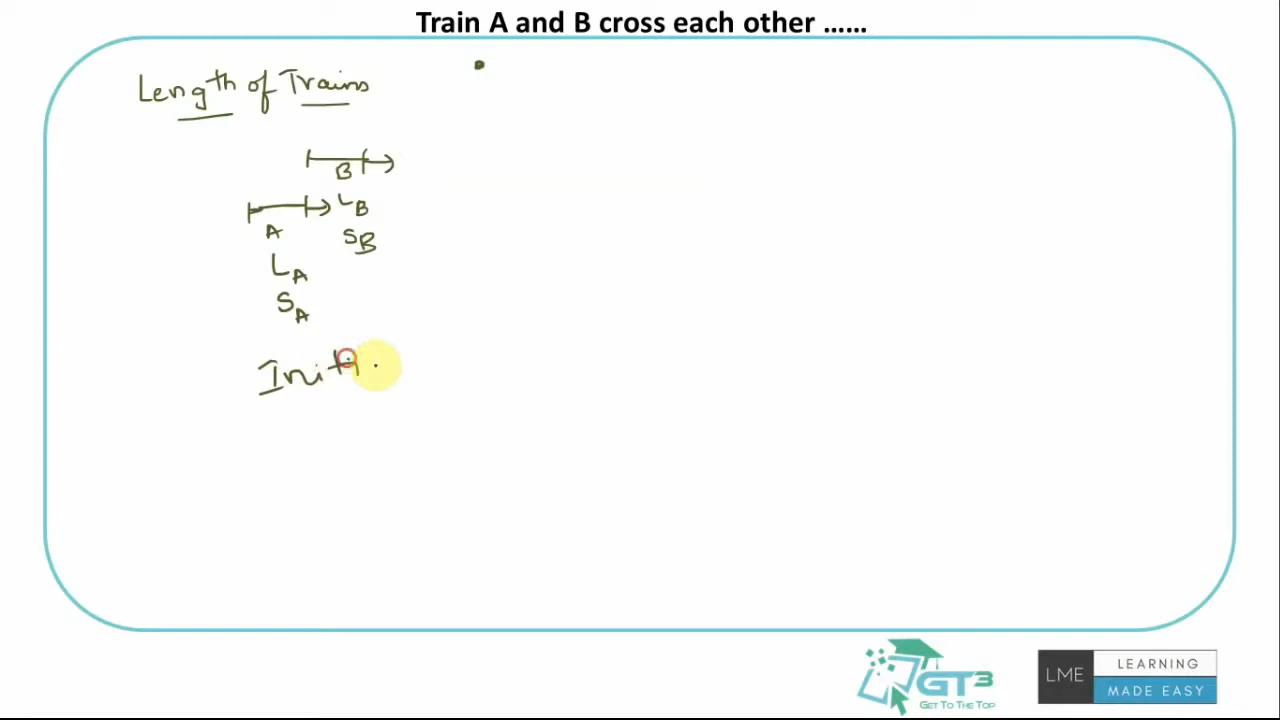 Train A and B cross each other ......
Length of Trains
B
A
L_B
S_B
L_A
S_A
Initi
GT3
GET TO THE TOP
LME
LEARNING
MADE EASY